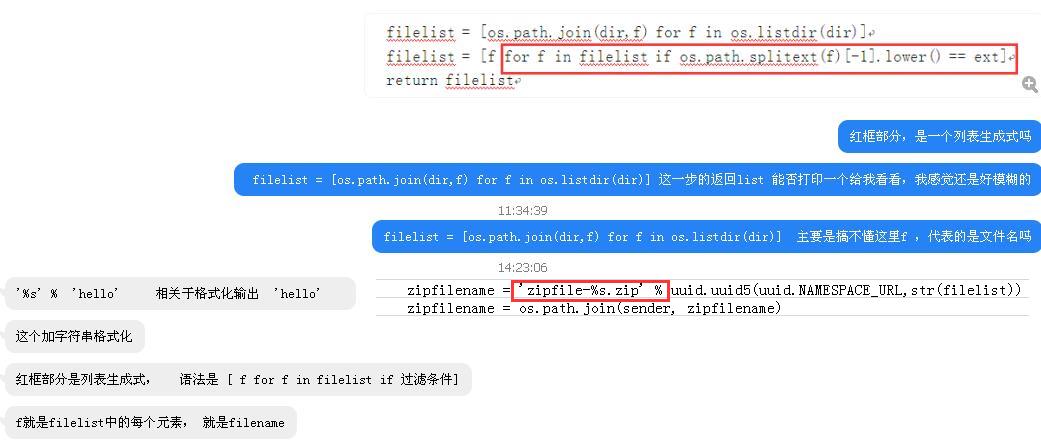 filelist = [os.path.join(dir,f) for f in os.listdir(dir)]
filelist = [f for f in filelist if os.path.splitext(f)[-1].lower() == ext]
return filelist
红框部分，是一个列表生成式吗
filelist = [os.path.join(dir,f) for f in os.listdir(dir)] 这一步的返回list 能否打印一个给我看看，我感觉还是好模糊的
11:34:39
filelist = [os.path.join(dir,f) for f in os.listdir(dir)] 主要是搞不懂这里f ，代表的是文件名吗
14:23:06
'%s' % 'hello' 相关于格式化输出 'hello'
zipfilename = 'zipfile-%s.zip' % uuid.uuid5(uuid.NAMESPACE_URL,str(filelist))
zipfilename = os.path.join(sender, zipfilename)
这个加字符串格式化
红框部分是列表生成式， 语法是 [ f for f in filelist if 过滤条件]
f就是filelist中的每个元素， 就是filename